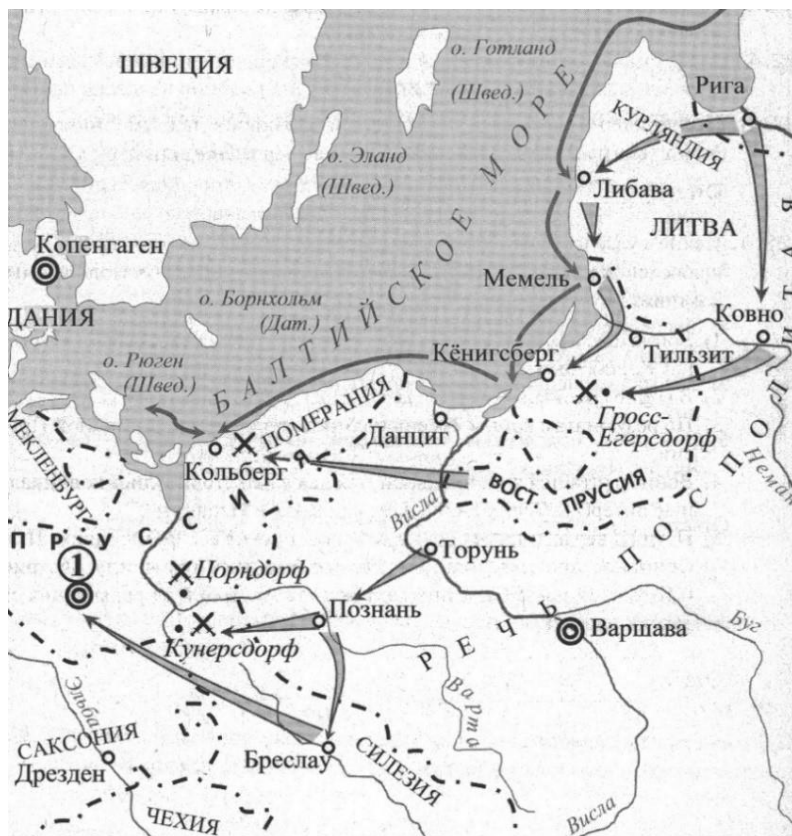 ШВЕЦИЯ
о. Готланд
(Швед.)
Рига
КУРЛЯНДИЯ
о. Эланд
(Швед.)
Либава
ЛИТВА
Копенгаген
ДАНИЯ
БАЛТИЙСКОЕ МОРЕ
Мемель
о. Борнхольм
(Дат.)
Ковно
Тильзит
Кёнигсберг
о. Рюген
(Швед.)
ПОМЕРАНИЯ
Гросс-
Егерсдорф
Данциг
Неман
МЕКЛЕНБУРГ
Кольберг
Висла
ВОСТ. ПРУССИЯ
ПРУССИ
1
Торунь
Цорндорф
Познань
РЕЧЬ ПОСПОЛИТАЯ
Варшава
Буг
Кунерсдорф
Варта
Эльба
САКСОНИЯ
Дрезден
Бреслау
СИЛЕЗИЯ
Висла
ЧЕХИЯ